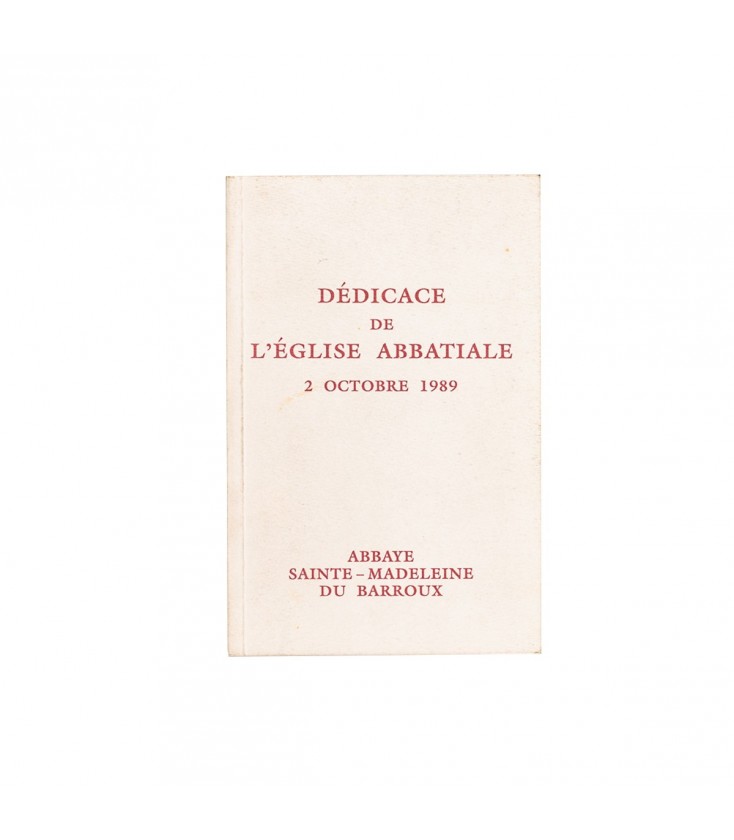 DÉDICACE
DE
L'ÉGLISE ABBATIALE
2 OCTOBRE 1989
ABBAYE
SAINTE–MADELEINE
DU BARROUX